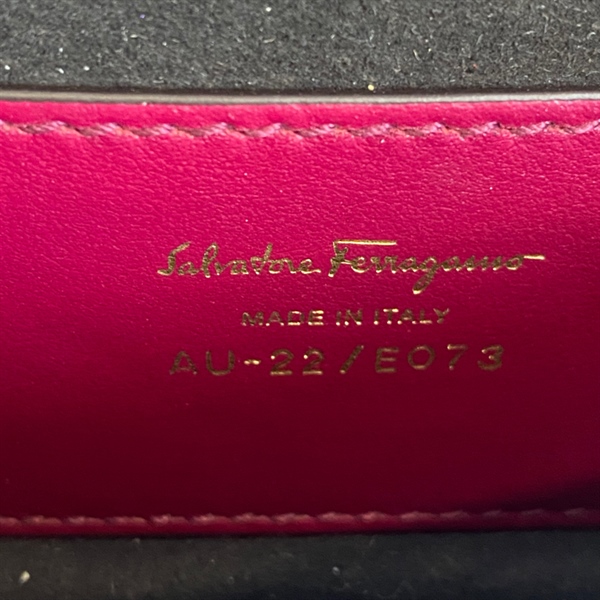 Salvatore Ferragamo
MADE IN ITALY
AU-22/E073